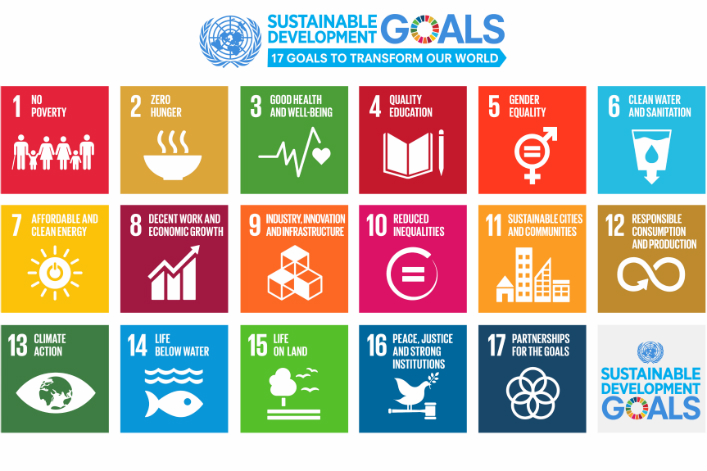 SUSTAINABLE
DEVELOPMENT
GOALS
17 GOALS TO TRANSFORM OUR WORLD
1 NO
POVERTY
2 ZERO
HUNGER
3 GOOD HEALTH
AND WELL-BEING
4 QUALITY
EDUCATION
5 GENDER
EQUALITY
6 CLEAN WATER
AND SANITATION
7 AFFORDABLE AND
CLEAN ENERGY
8 DECENT WORK AND
ECONOMIC GROWTH
9 INDUSTRY, INNOVATION
AND INFRASTRUCTURE
10 REDUCED
INEQUALITIES
11 SUSTAINABLE CITIES
AND COMMUNITIES
12 RESPONSIBLE
CONSUMPTION
AND PRODUCTION
13 CLIMATE
ACTION
14 LIFE
BELOW WATER
15 LIFE
ON LAND
16 PEACE, JUSTICE
AND STRONG
INSTITUTIONS
17 PARTNERSHIPS
FOR THE GOALS
SUSTAINABLE
DEVELOPMENT
GOALS